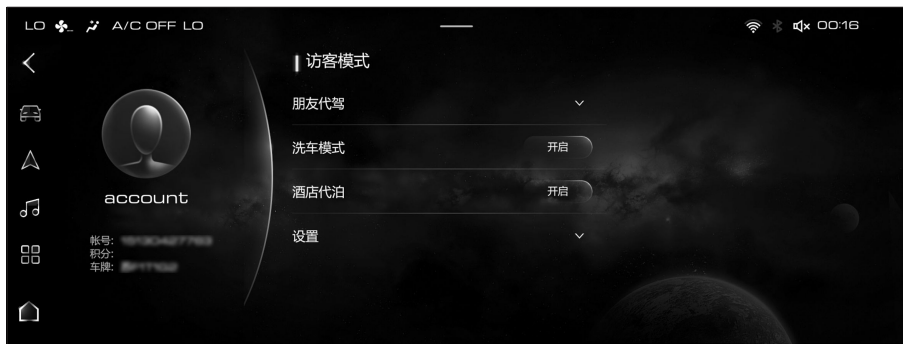 LO A/C OFF LO
00:16
访客模式
朋友代驾
洗车模式 开启
酒店代泊 开启
设置
account
帐号:
积分:
车牌: